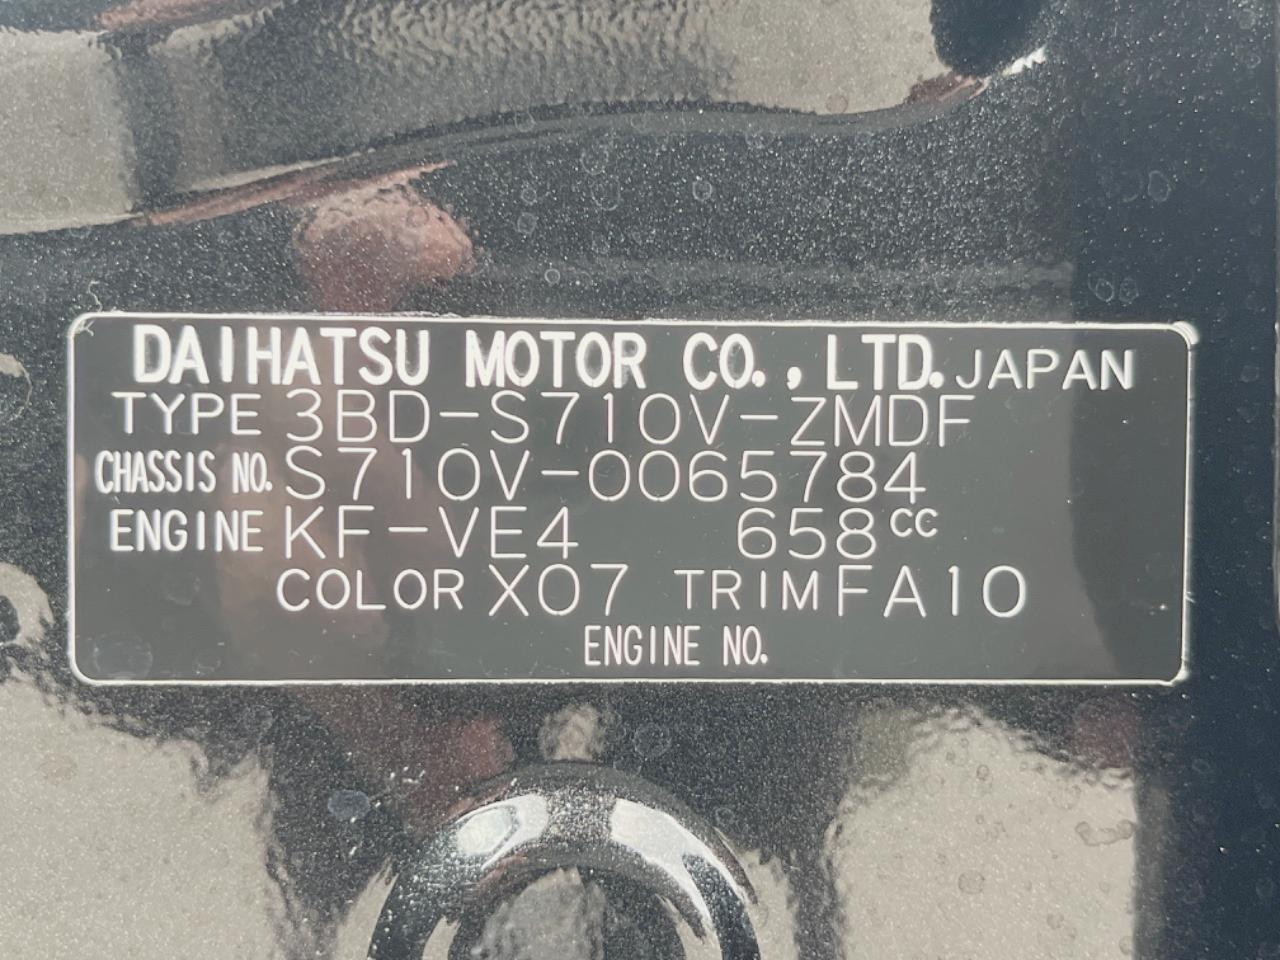 DAIHATSU MOTOR CO., LTD. JAPAN
TYPE 3BD-S710V-ZMDF
CHASSIS NO. S710V-0065784
ENGINE KF-VE4 658cc
COLOR X07 TRIM FA10
ENGINE NO.